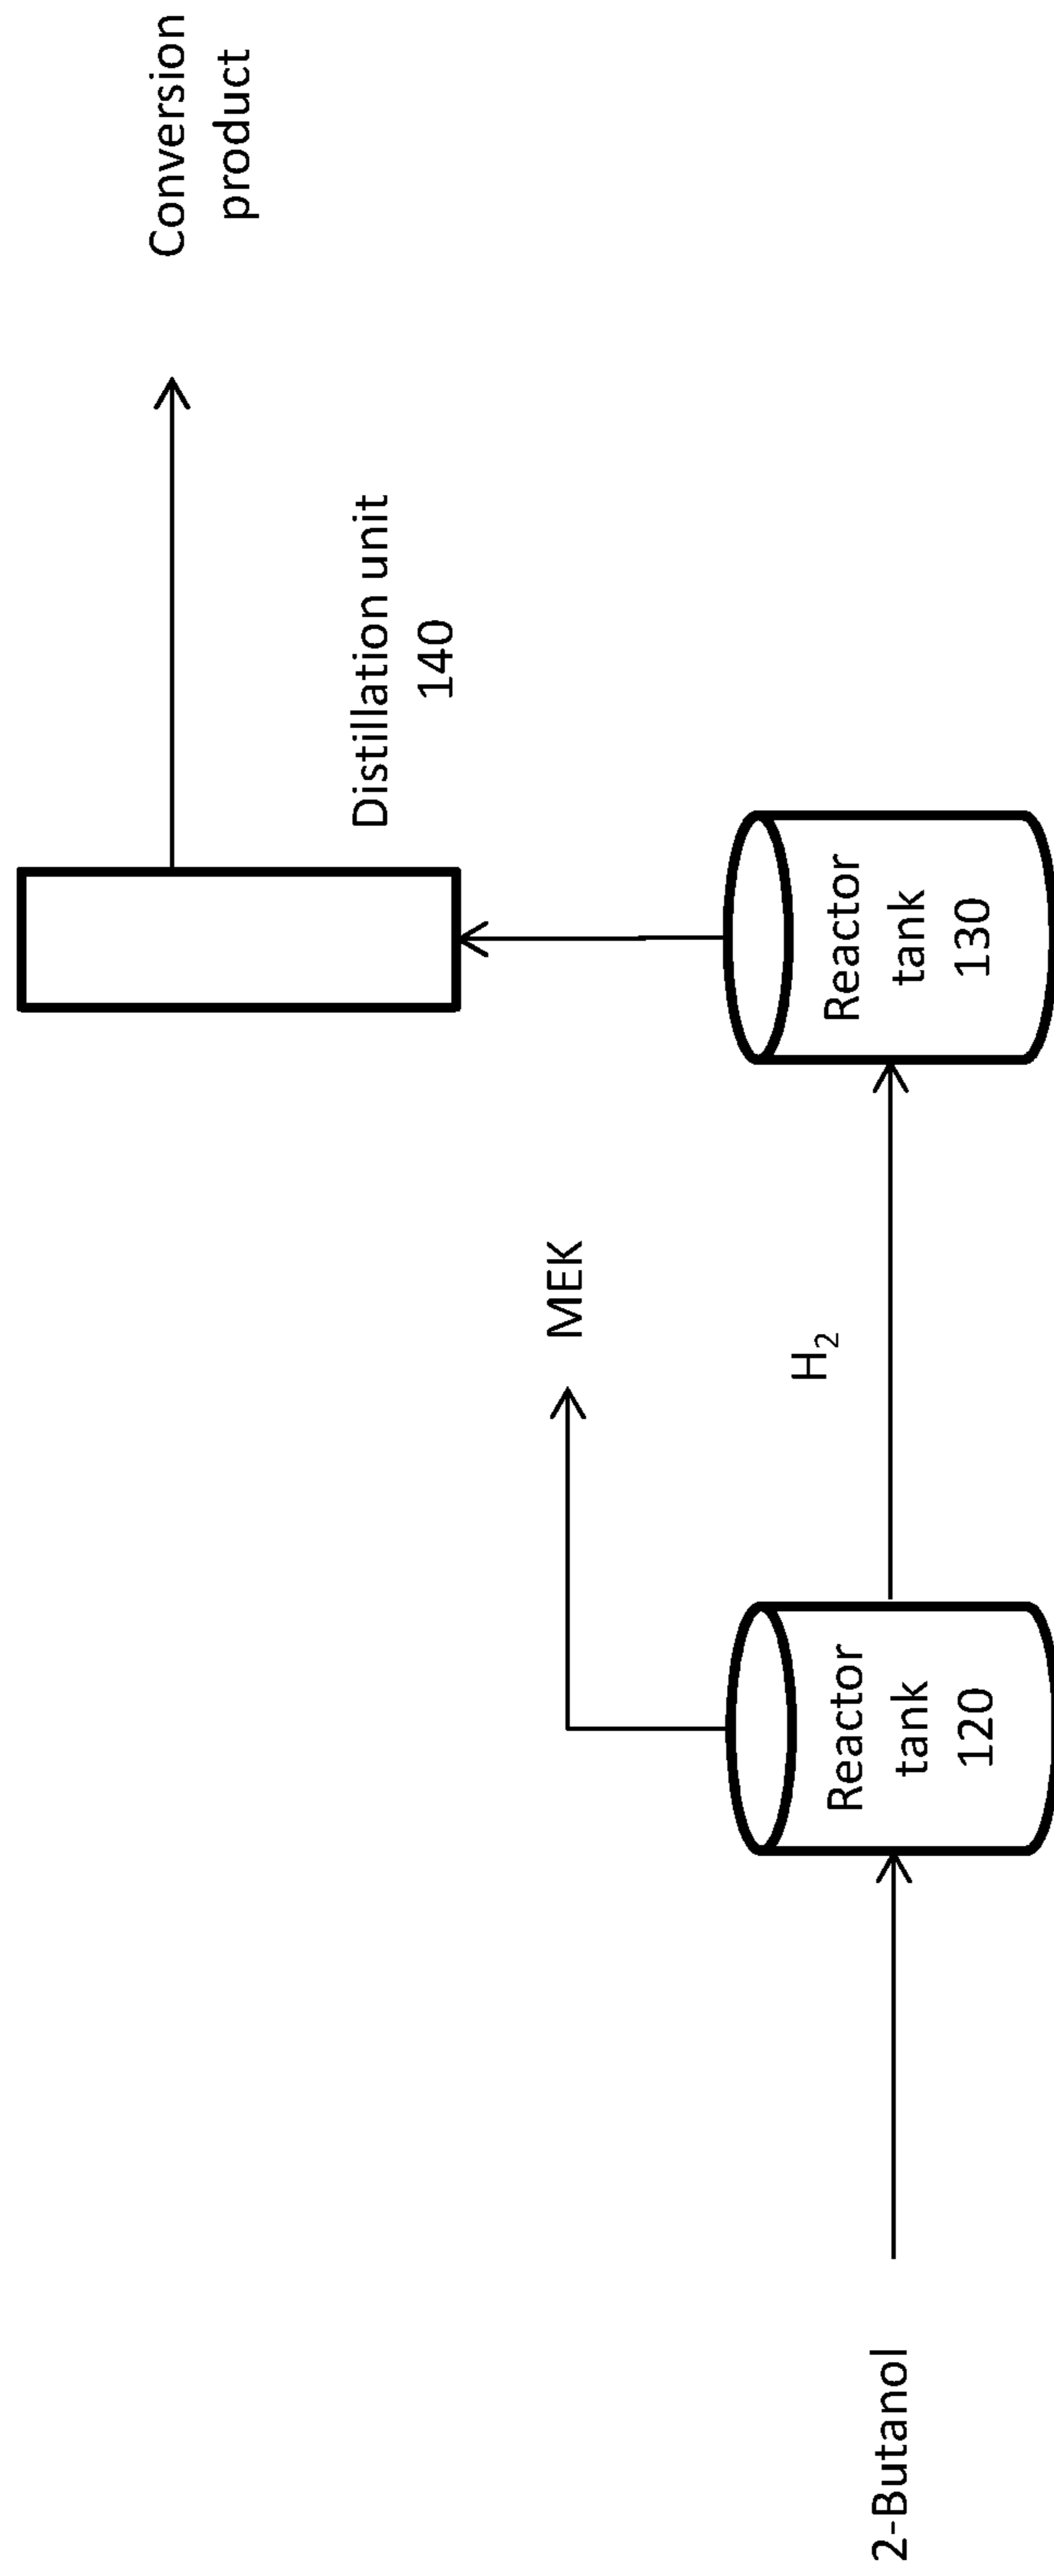 Conversion
product
Distillation unit
140
MEK
H₂
Reactor
tank
130
Reactor
tank
120
2-Butanol